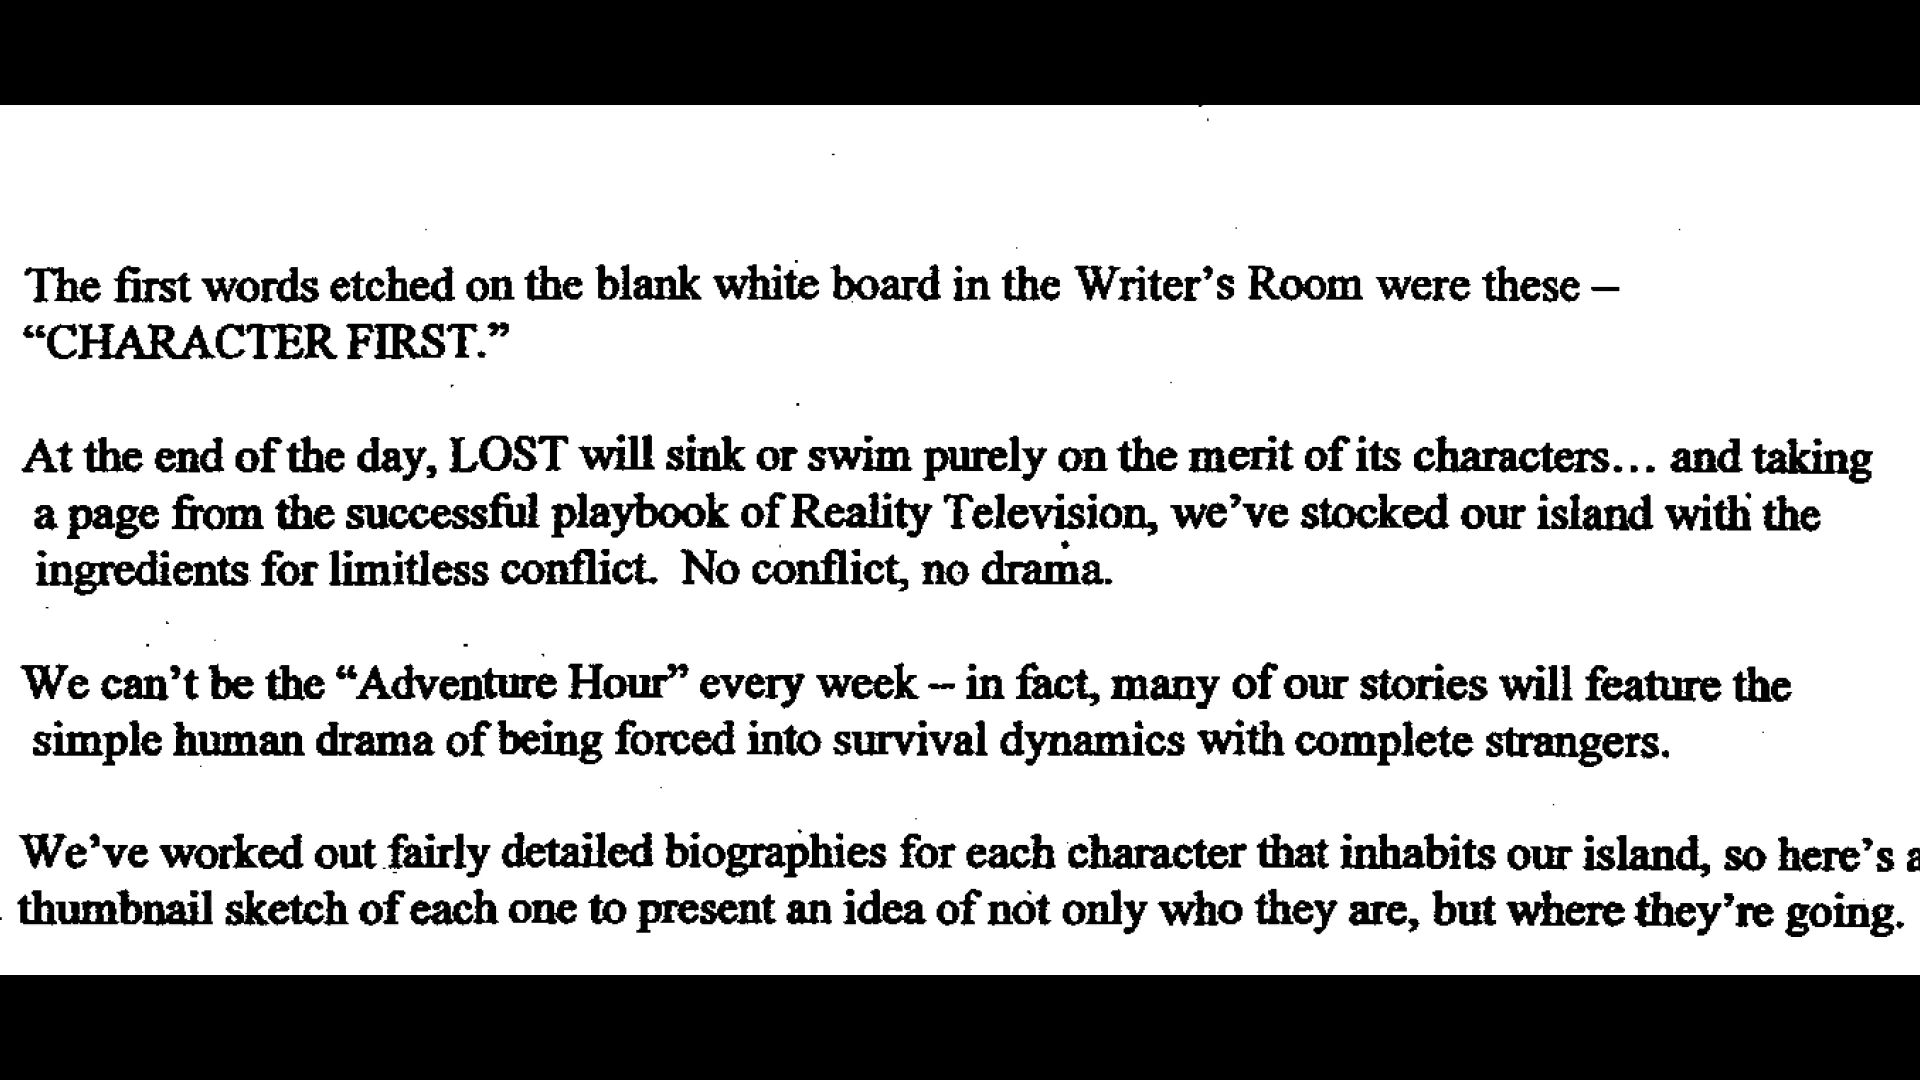 The first words etched on the blank white board in the Writer's Room were these –
“CHARACTER FIRST.”
At the end of the day, LOST will sink or swim purely on the merit of its characters… and taking
a page from the successful playbook of Reality Television, we've stocked our island with the
ingredients for limitless conflict. No conflict, no drama.
We can't be the “Adventure Hour” every week – in fact, many of our stories will feature the
simple human drama of being forced into survival dynamics with complete strangers.
We've worked out fairly detailed biographies for each character that inhabits our island, so here's a
thumbnail sketch of each one to present an idea of not only who they are, but where they're going.